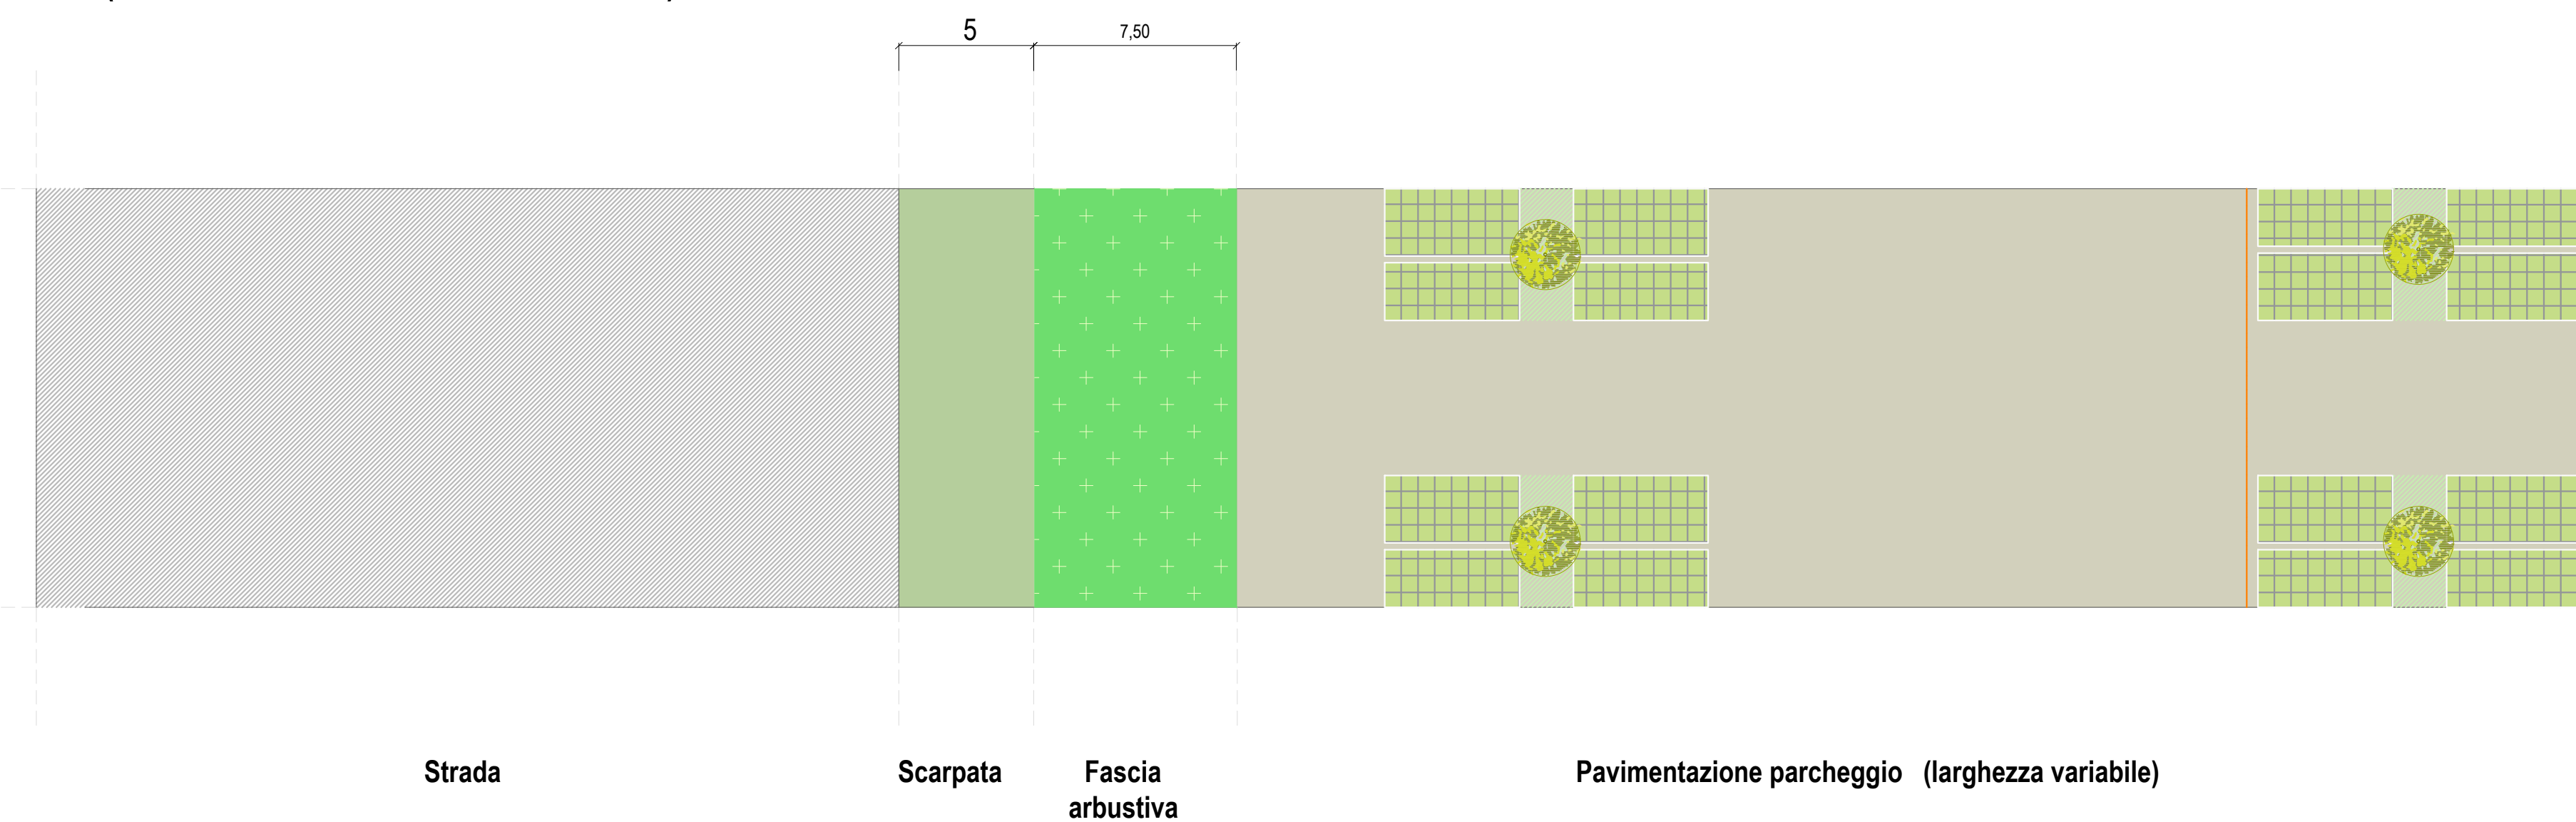 5
7,50
Strada
Scarpata
Fascia
arbustiva
Pavimentazione parcheggio (larghezza variabile)